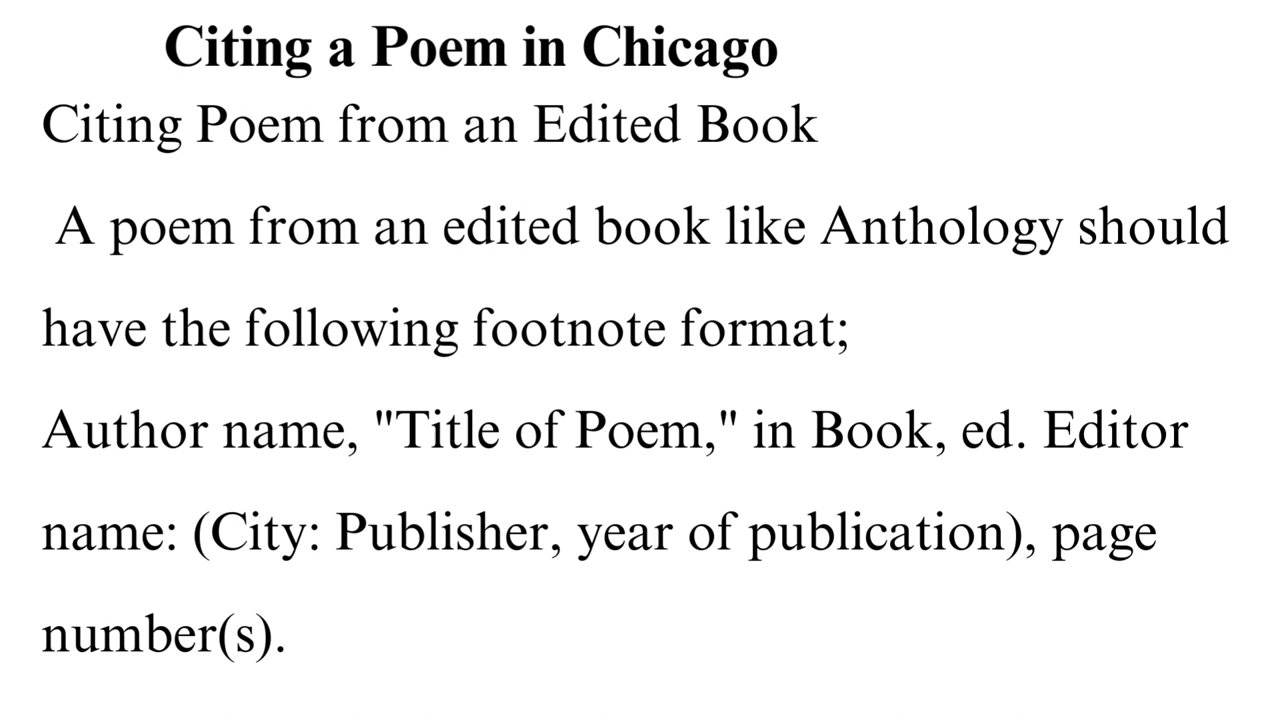 Citing a Poem in Chicago
Citing Poem from an Edited Book
A poem from an edited book like Anthology should
have the following footnote format;
Author name, "Title of Poem," in Book, ed. Editor
name: (City: Publisher, year of publication), page
number(s).